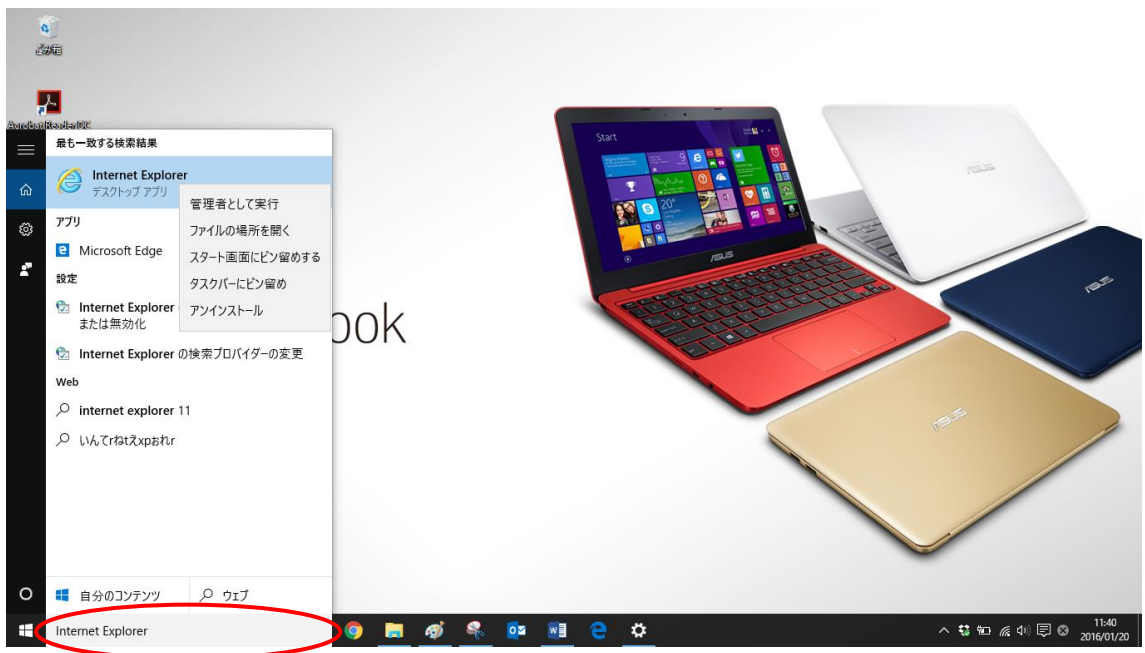 ごみ箱
Acrobat Reader DC
最も一致する検索結果
Internet Explorer
デスクトップ アプリ
管理者として実行
ファイルの場所を開く
スタート画面にピン留めする
タスクバーにピン留め
アンインストール
アプリ
Microsoft Edge
設定
Internet Explorer
または無効化
Internet Explorer の検索プロバイダーの変更
Web
internet explorer 11
いんてrねtえxpぉれr
自分のコンテンツ
ウェブ
Internet Explorer
ook
Start
20°
ASUS
ASUS
ASUS
ASUS
11:40
2016/01/20